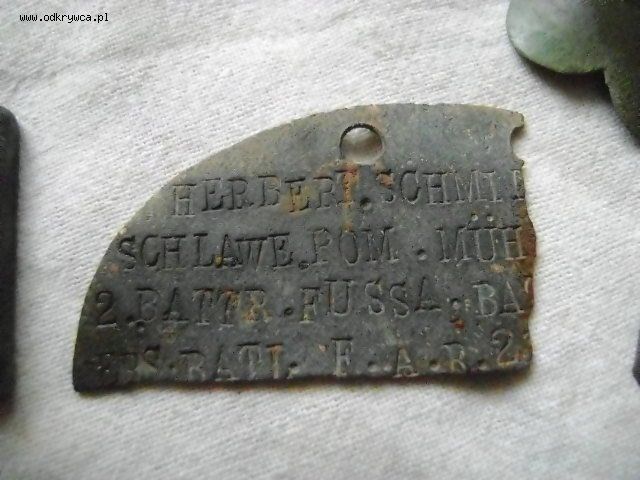 www.odkrywca.pl
HERBERT.SCHMI
SCHLAWE.POM.MÜH
2.BATTR.FUSSA.BA
BATL. F.A.R.2